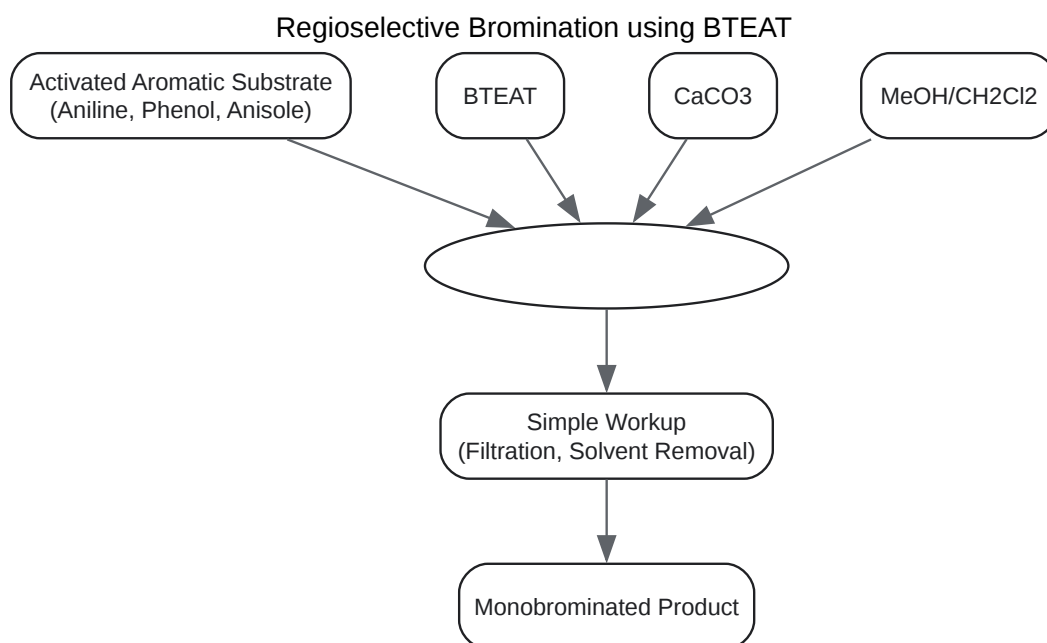 Regioselective Bromination using BTEAT
Activated Aromatic Substrate
(Aniline, Phenol, Anisole)
BTEAT
CaCO3
MeOH/CH2Cl2
Simple Workup
(Filtration, Solvent Removal)
Monobrominated Product